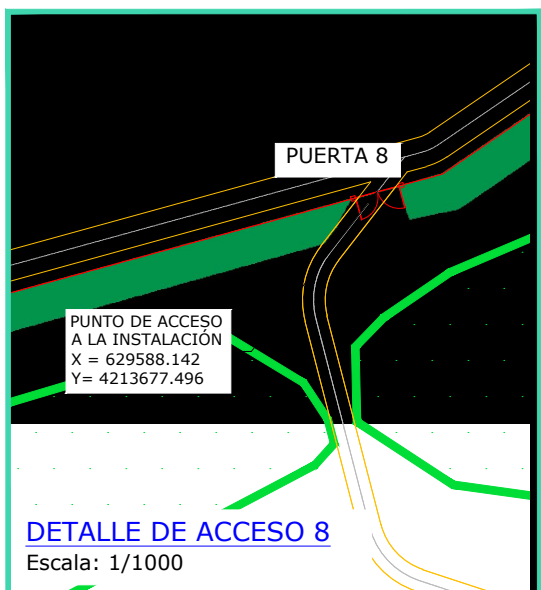 PUERTA 8
PUNTO DE ACCESO
A LA INSTALACIÓN
X = 629588.142
Y= 4213677.496
DETALLE DE ACCESO 8
Escala: 1/1000